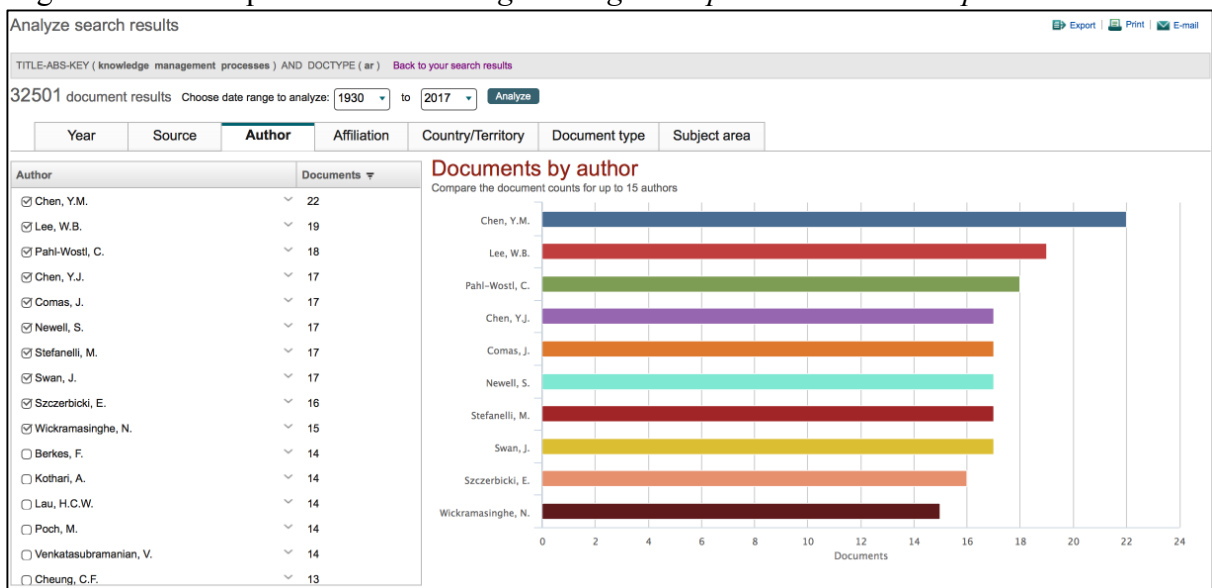 Analyze search results
Export | Print | E-mail
TITLE-ABS-KEY ( knowledge management processes ) AND DOCTYPE ( ar ) Back to your search results
32501 document results Choose date range to analyze: 1930 to 2017 Analyze
Year Source Author Affiliation Country/Territory Document type Subject area
Author Documents
Chen, Y.M. 22
Lee, W.B. 19
Pahl-Wostl, C. 18
Chen, Y.J. 17
Comas, J. 17
Newell, S. 17
Stefanelli, M. 17
Swan, J. 17
Szczerbicki, E. 16
Wickramasinghe, N. 15
Berkes, F. 14
Kothari, A. 14
Lau, H.C.W. 14
Poch, M. 14
Venkatasubramanian, V. 14
Cheung, C.F. 13
Documents by author
Compare the document counts for up to 15 authors
Chen, Y.M.
Lee, W.B.
Pahl-Wostl, C.
Chen, Y.J.
Comas, J.
Newell, S.
Stefanelli, M.
Swan, J.
Szczerbicki, E.
Wickramasinghe, N.
0 2 4 6 8 10 12 14 16 18 20 22 24
Documents